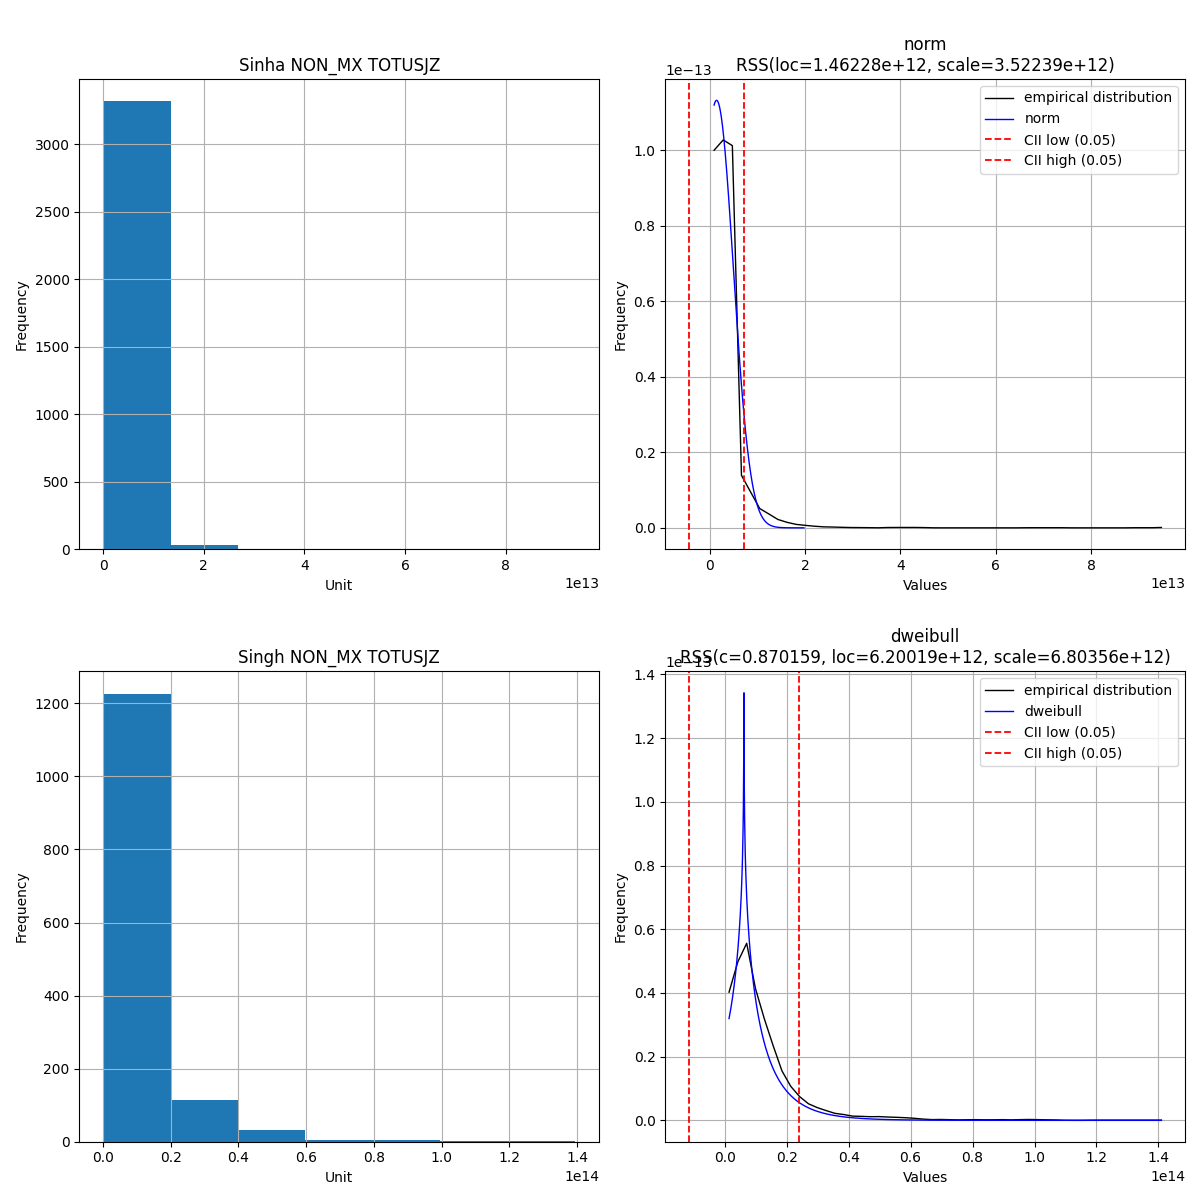 Sinha NON_MX TOTUSJZ
Frequency
3000
2500
2000
1500
1000
500
0
0 2 4 6 8
1e13
Unit
norm
RSS(loc=1.46228e+12, scale=3.52239e+12)
1e−13
empirical distribution
norm
CII low (0.05)
CII high (0.05)
Frequency
1.0
0.8
0.6
0.4
0.2
0.0
0 2 4 6 8
1e13
Values
Singh NON_MX TOTUSJZ
Frequency
1200
1000
800
600
400
200
0
0.0 0.2 0.4 0.6 0.8 1.0 1.2 1.4
1e14
Unit
dweibull
RSS(c=0.870159, loc=6.20019e+12, scale=6.80356e+12)
1e−13
empirical distribution
dweibull
CII low (0.05)
CII high (0.05)
Frequency
1.4
1.2
1.0
0.8
0.6
0.4
0.2
0.0
0.0 0.2 0.4 0.6 0.8 1.0 1.2 1.4
1e14
Values